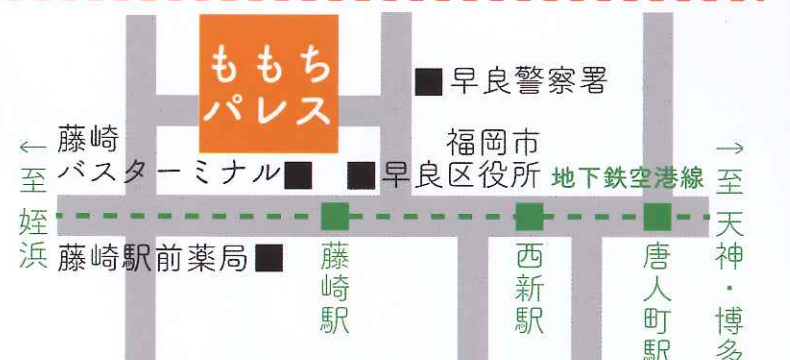 ももち
パレス
早良警察署
藤崎
バスターミナル
福岡市
早良区役所
地下鉄空港線
←至姪浜
→至天神・博多
藤崎駅前薬局
藤崎駅
西新駅
唐人町駅